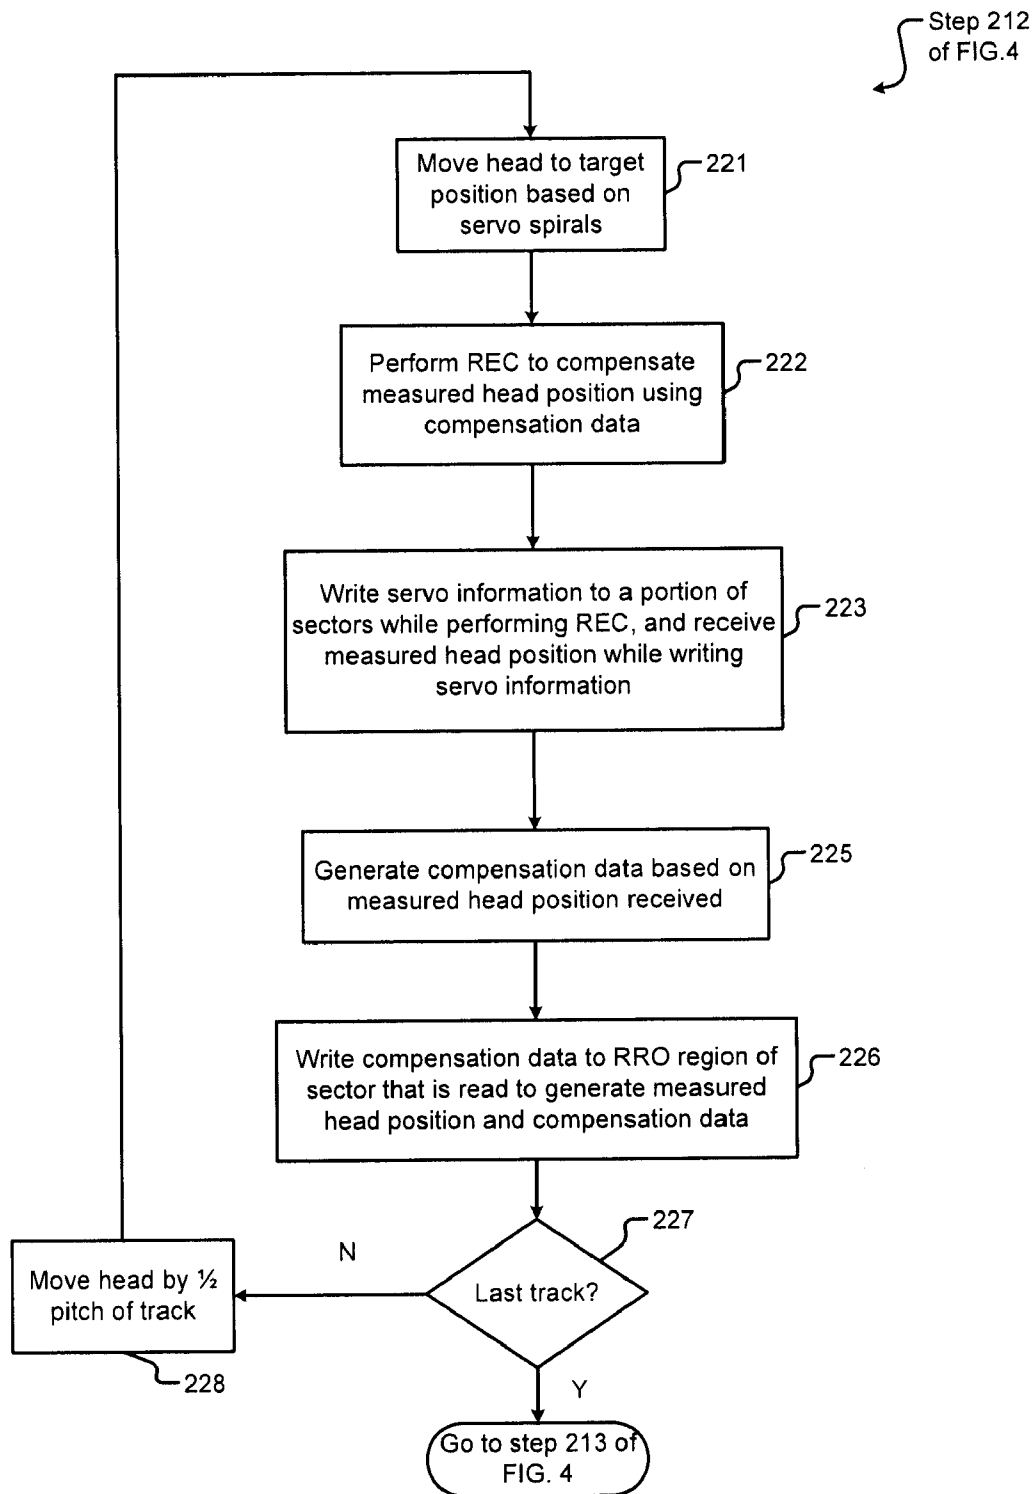 Step 212
of FIG.4
Move head to target
position based on
servo spirals
221
Perform REC to compensate
measured head position using
compensation data
222
Write servo information to a portion of
sectors while performing REC, and receive
measured head position while writing
servo information
223
Generate compensation data based on
measured head position received
225
Write compensation data to RRO region of
sector that is read to generate measured
head position and compensation data
226
Last track?
227
N
Move head by ½
pitch of track
228
Y
Go to step 213 of
FIG. 4